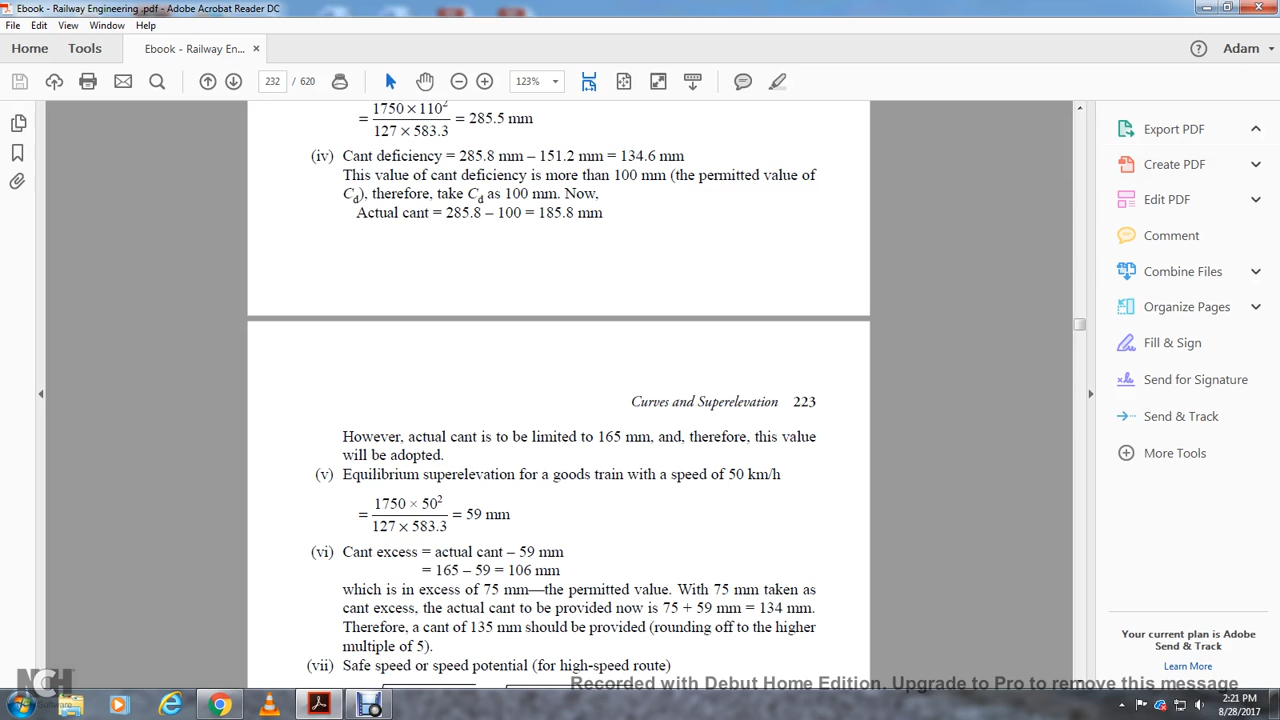 Ebook - Railway Engineering .pdf - Adobe Acrobat Reader DC
File Edit View Window Help
Home Tools Ebook - Railway En... × Adam
232 / 620 123%
= 1750 × 110² / 127 × 583.3 = 285.5 mm
(iv) Cant deficiency = 285.8 mm – 151.2 mm = 134.6 mm
This value of cant deficiency is more than 100 mm (the permitted value of
Cd), therefore, take Cd as 100 mm. Now,
Actual cant = 285.8 – 100 = 185.8 mm
Curves and Superelevation 223
However, actual cant is to be limited to 165 mm, and, therefore, this value
will be adopted.
(v) Equilibrium superelevation for a goods train with a speed of 50 km/h
= 1750 × 50² / 127 × 583.3 = 59 mm
(vi) Cant excess = actual cant – 59 mm
= 165 – 59 = 106 mm
which is in excess of 75 mm—the permitted value. With 75 mm taken as
cant excess, the actual cant to be provided now is 75 + 59 mm = 134 mm.
Therefore, a cant of 135 mm should be provided (rounding off to the higher
multiple of 5).
(vii) Safe speed or speed potential (for high-speed route)
Export PDF
Create PDF
Edit PDF
Comment
Combine Files
Organize Pages
Fill & Sign
Send for Signature
Send & Track
More Tools
Your current plan is Adobe
Send & Track
Learn More
NCH Software
Recorded with Debut Home Edition. Upgrade to Pro to remove this message
2:21 PM
8/28/2017